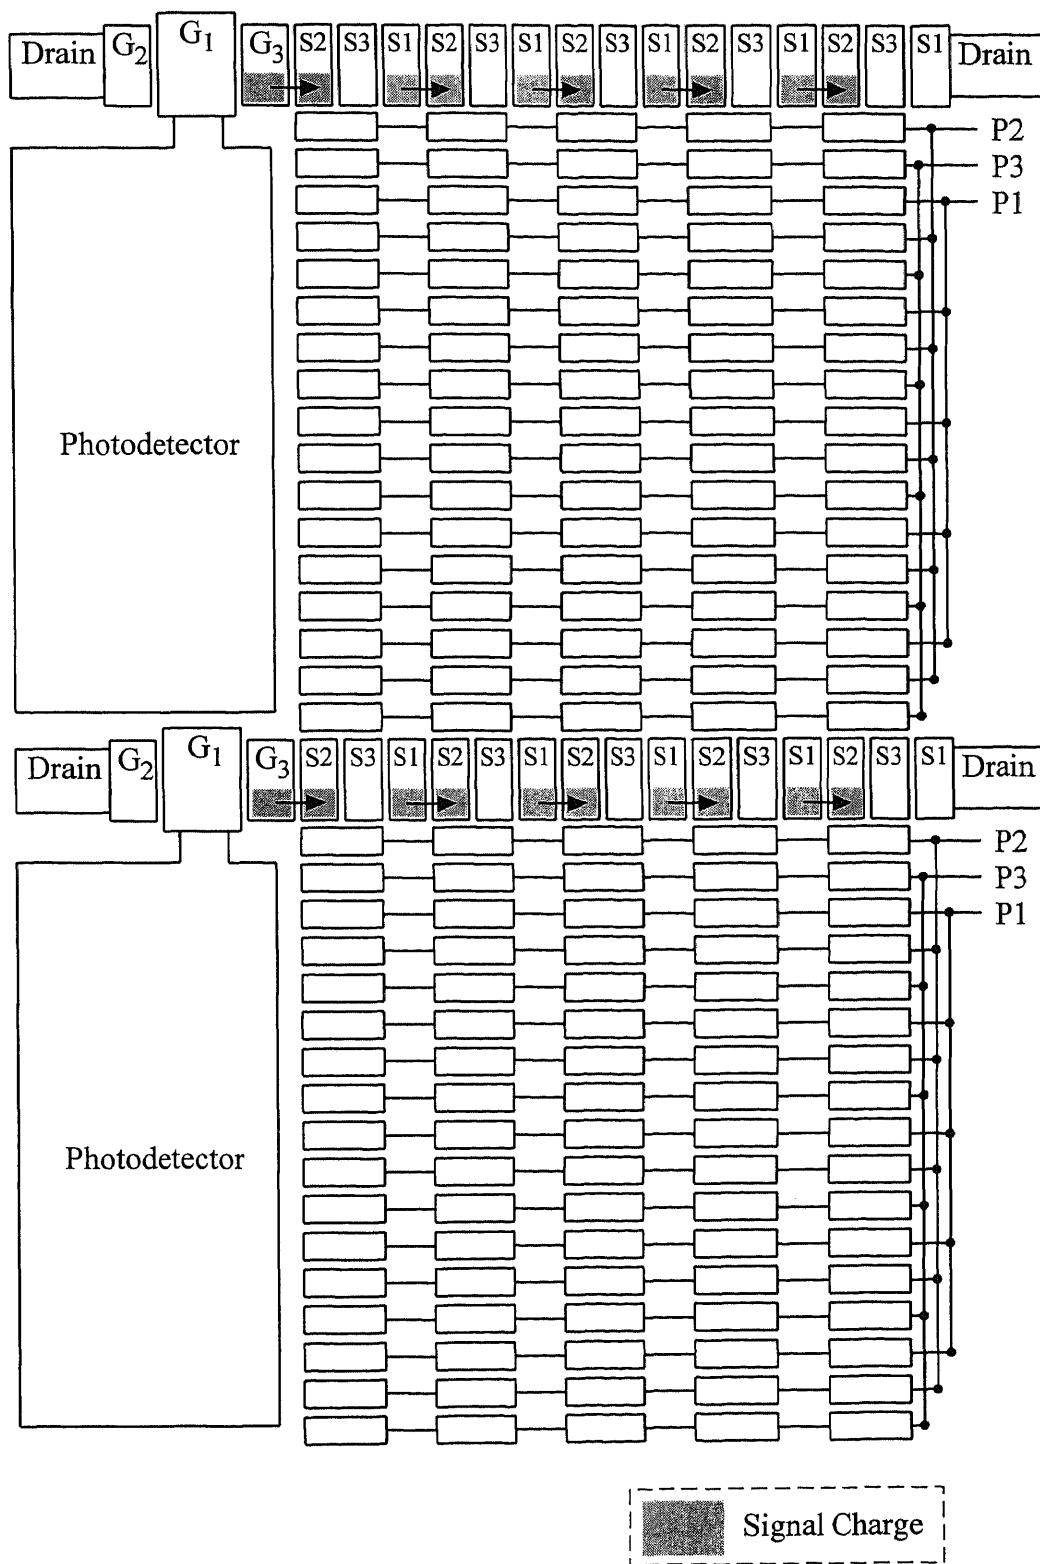 Drain G2 G1 G3 S2 S3 S1 S2 S3 S1 S2 S3 S1 S2 S3 S1 S2 S3 S1 Drain
P2
P3
P1
Photodetector
Drain G2 G1 G3 S2 S3 S1 S2 S3 S1 S2 S3 S1 S2 S3 S1 S2 S3 S1 Drain
P2
P3
P1
Photodetector
Signal Charge